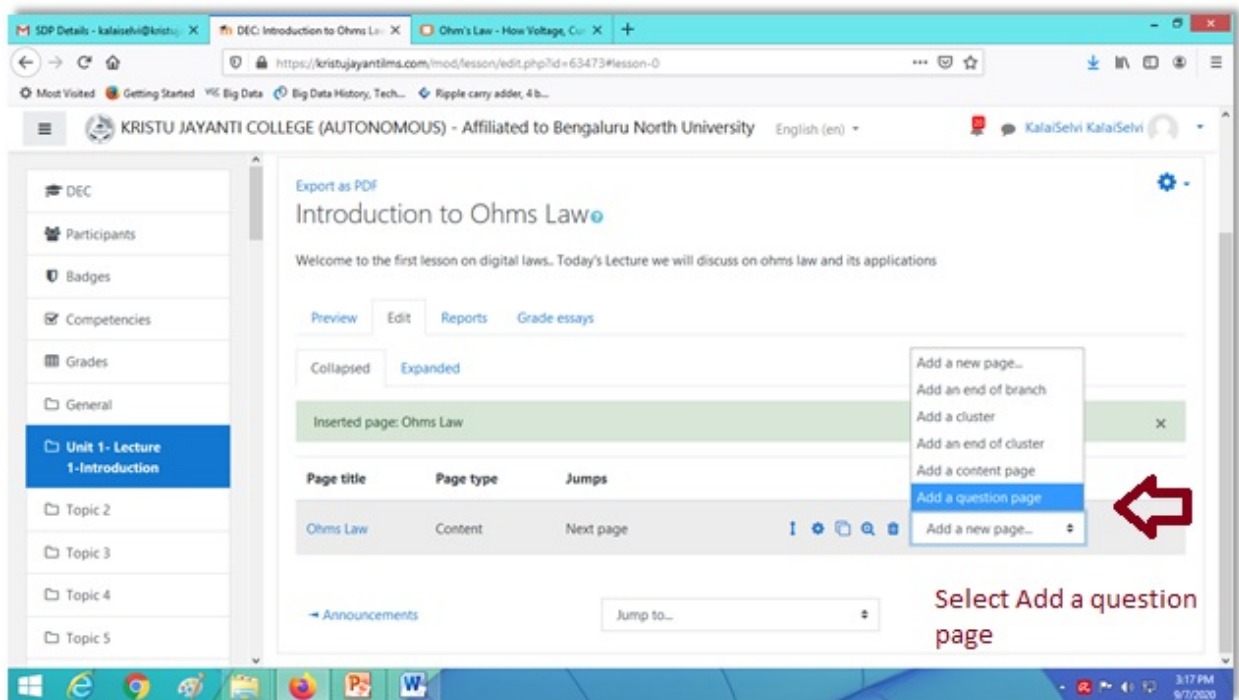 SDP Details - kalaiselvi@kristuj
DEC: Introduction to Ohms La
Ohm's Law - How Voltage, Cur
https://kristujayantilms.com/mod/lesson/edit.php?id=63473#lesson-0
Most Visited Getting Started Big Data Big Data History, Tech... Ripple carry adder, 4 b...
KRISTU JAYANTI COLLEGE (AUTONOMOUS) - Affiliated to Bengaluru North University English (en) KalaiSelvi KalaiSelvi
DEC
Participants
Badges
Competencies
Grades
General
Unit 1- Lecture
1-Introduction
Topic 2
Topic 3
Topic 4
Topic 5
Export as PDF
Introduction to Ohms Law
Welcome to the first lesson on digital laws.. Today's Lecture we will discuss on ohms law and its applications
Preview Edit Reports Grade essays
Collapsed Expanded
Inserted page: Ohms Law
Page title Page type Jumps
Ohms Law Content Next page
Add a new page...
Add an end of branch
Add a cluster
Add an end of cluster
Add a content page
Add a question page
Add a new page...
Announcements Jump to...
Select Add a question
page
3:17 PM
9/7/2020